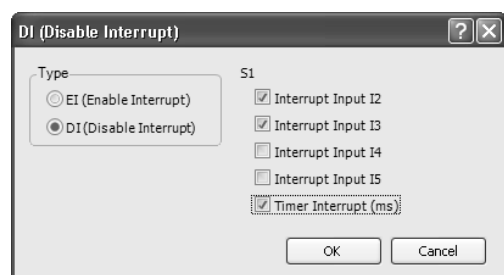 DI (Disable Interrupt)
Type
EI (Enable Interrupt)
DI(Disable Interrupt)
S1
Interrupt Input I2
Interrupt Input I3
Interrupt Input I4
Interrupt Input I5
Timer Interrupt (ms)
OK
Cancel